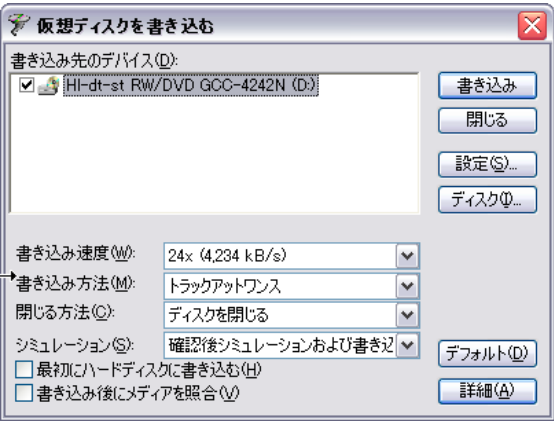 仮想ディスクを書き込む
書き込み先のデバイス(D):
Hl-dt-st RW/DVD GCC-4242N (D:)
書き込み
閉じる
設定(S)...
ディスク(I)...
書き込み速度(W): 24x (4,234 kB/s)
書き込み方法(M): トラックアットワンス
閉じる方法(C): ディスクを閉じる
シミュレーション(S): 確認後シミュレーションおよび書き込
デフォルト(D)
最初にハードディスクに書き込む(H)
書き込み後にメディアを照合(V)
詳細(A)